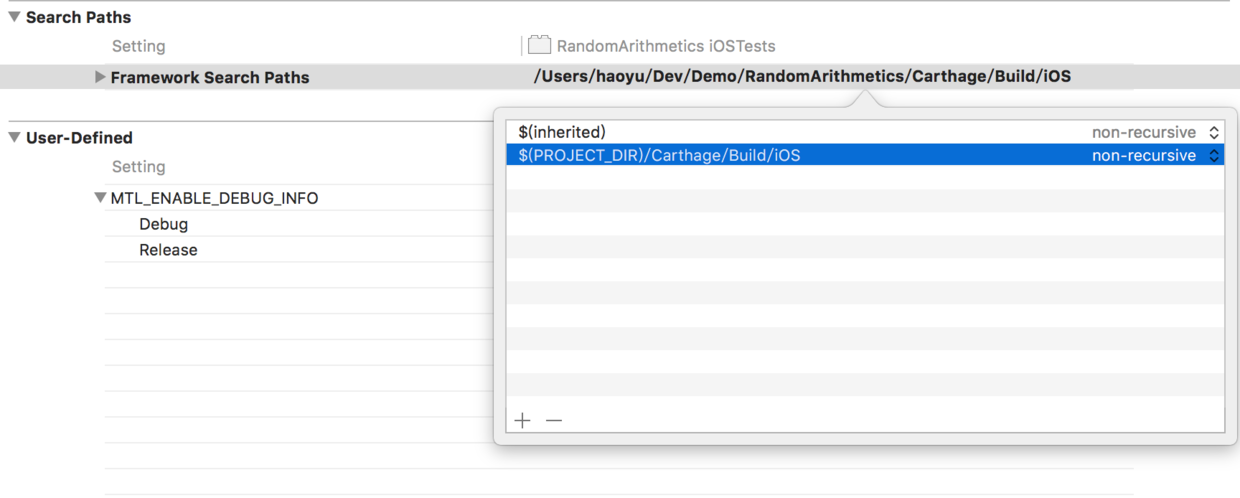 Search Paths
Setting RandomArithmetics iOSTests
Framework Search Paths /Users/haoyu/Dev/Demo/RandomArithmetics/Carthage/Build/iOS
$(inherited) non-recursive
$(PROJECT_DIR)/Carthage/Build/iOS non-recursive
User-Defined
Setting
MTL_ENABLE_DEBUG_INFO
Debug
Release